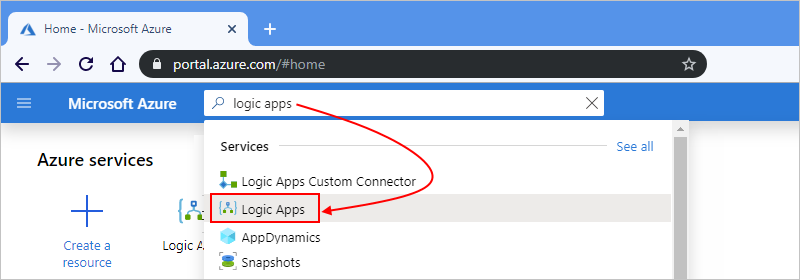 Home - Microsoft Azure
portal.azure.com/#home
Microsoft Azure
logic apps
Services
See all
Azure services
Logic Apps Custom Connector
Logic Apps
AppDynamics
Snapshots
Create a
resource
Logic A